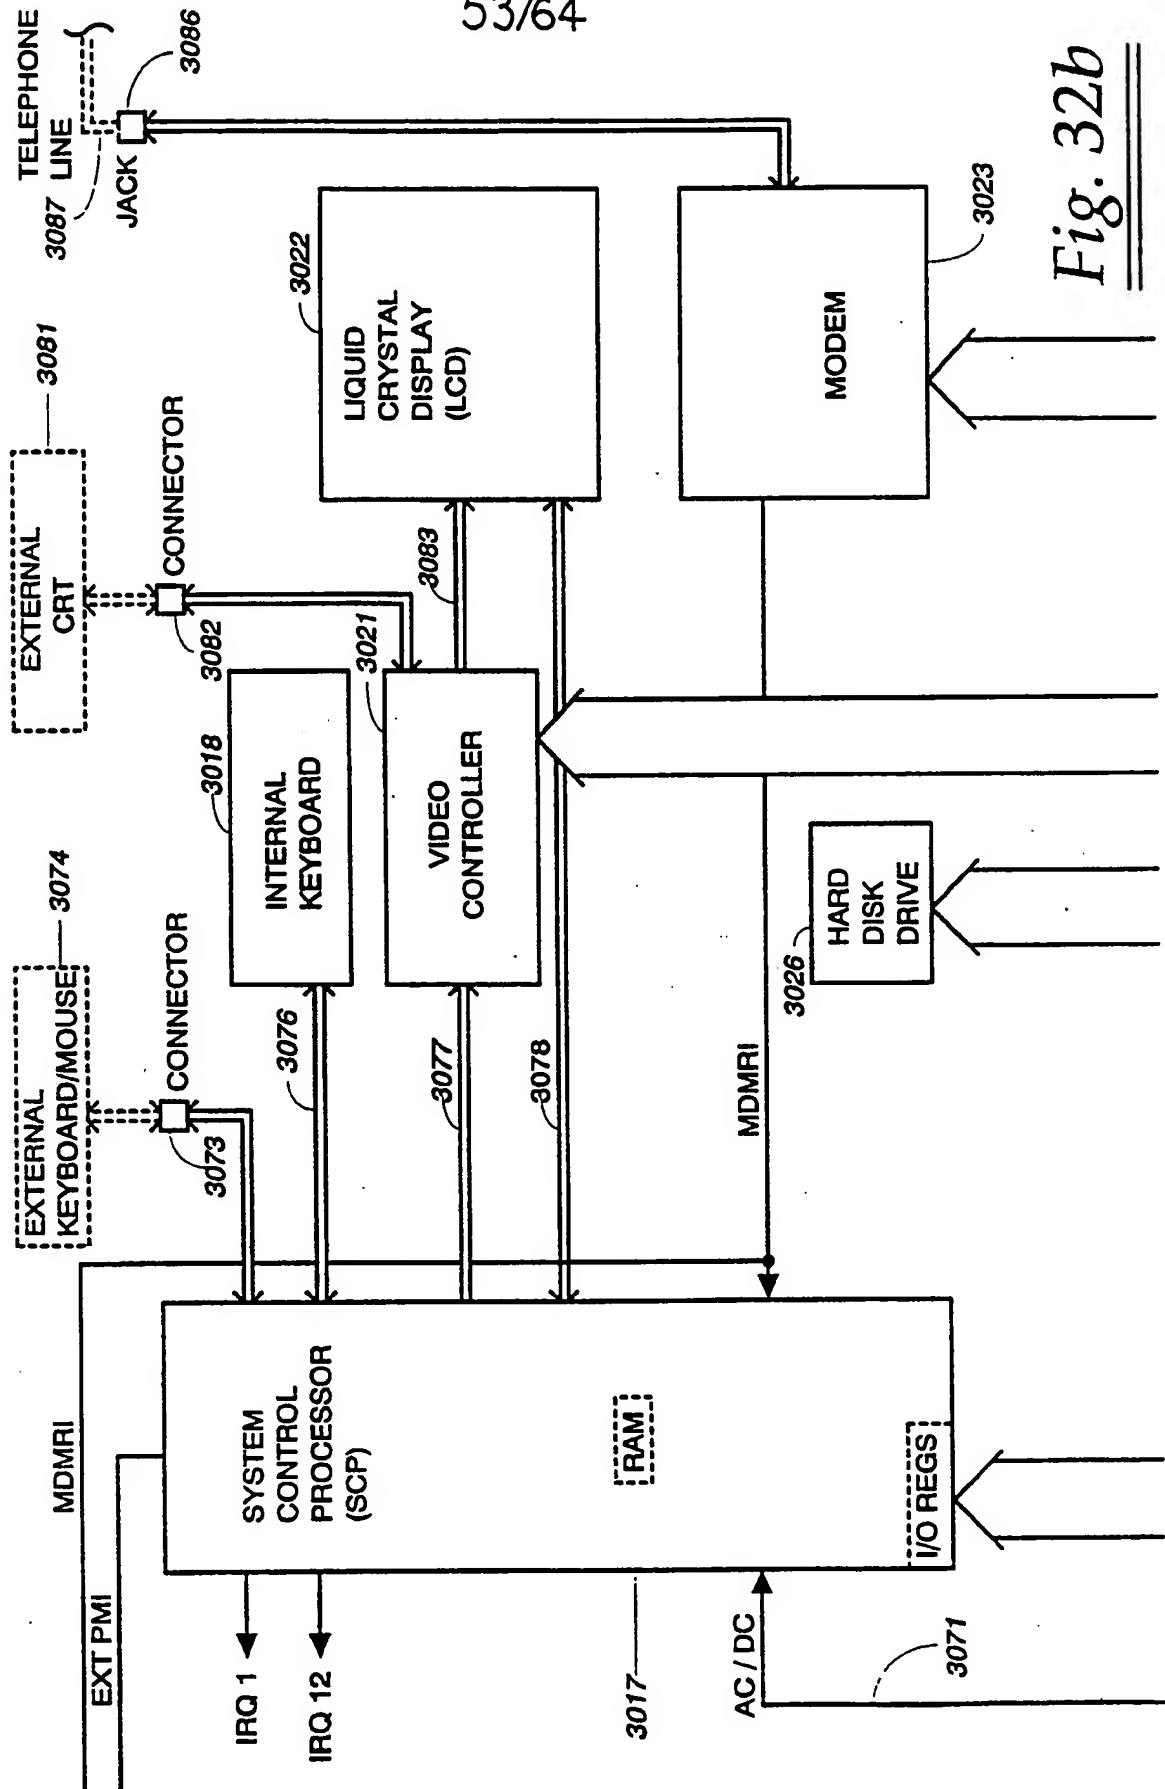 53/64
TELEPHONE
LINE
3087
JACK
3086
EXTERNAL
CRT
3081
CONNECTOR
3082
EXTERNAL
KEYBOARD/MOUSE
3074
CONNECTOR
3073
LIQUID
CRYSTAL
DISPLAY
(LCD)
3022
MODEM
3023
3083
INTERNAL
KEYBOARD
3018
VIDEO
CONTROLLER
3021
HARD
DISK
DRIVE
3026
3076
3077
3078
MDMRI
MDMRI
EXT PMI
SYSTEM
CONTROL
PROCESSOR
(SCP)
RAM
I/O REGS
IRQ 1
IRQ 12
3017
AC / DC
3071
Fig. 32b